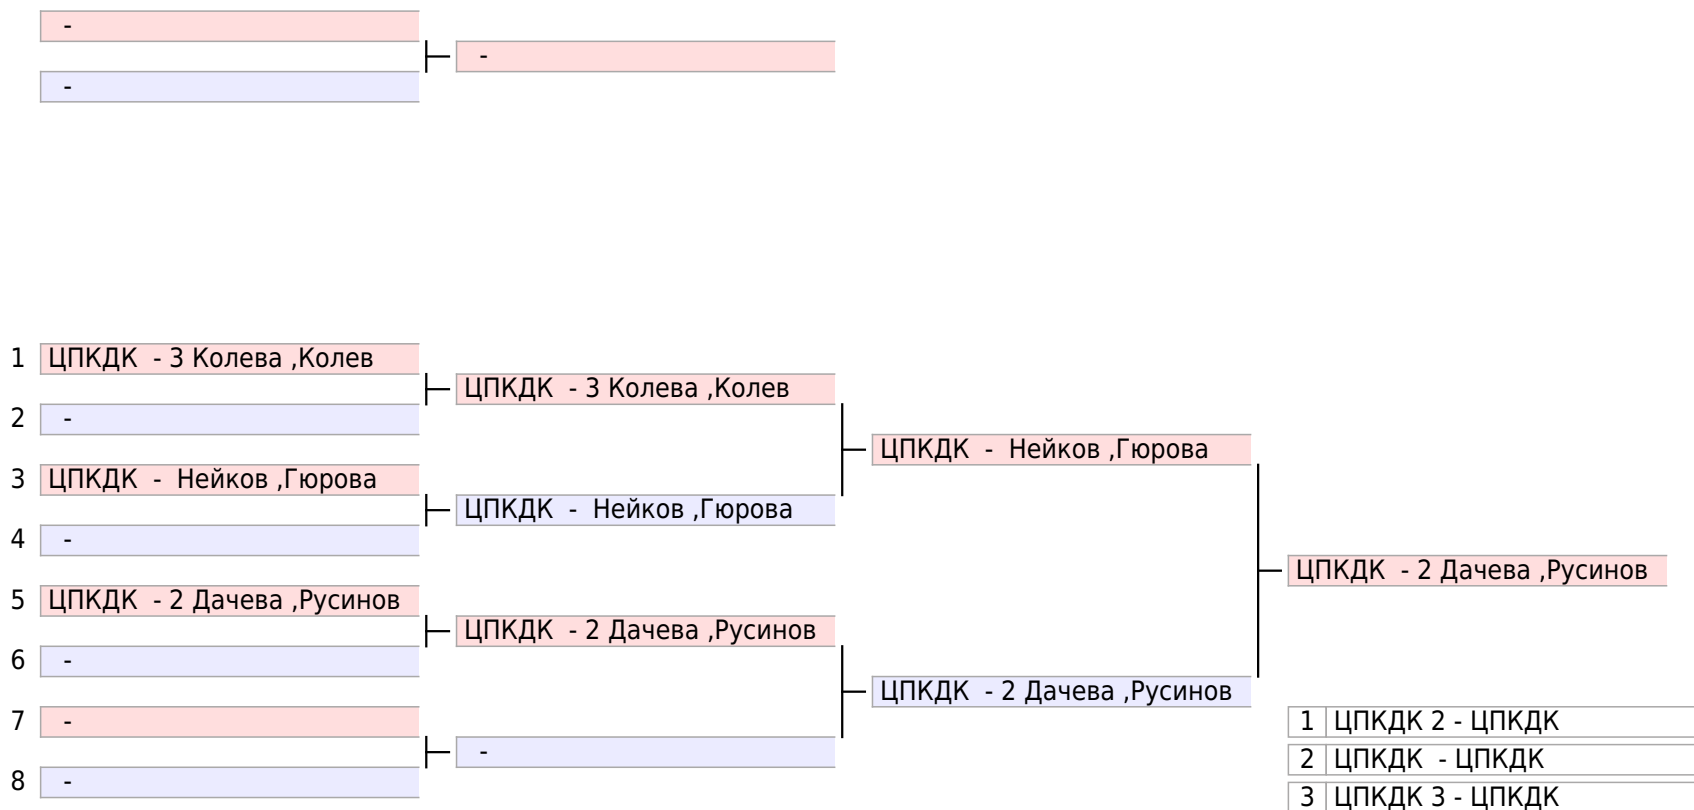 -
-
-
1 ЦПКДК - 3 Колева ,Колев
ЦПКДК - 3 Колева ,Колев
2 -
ЦПКДК - Нейков ,Гюрова
3 ЦПКДК - Нейков ,Гюрова
ЦПКДК - Нейков ,Гюрова
4 -
ЦПКДК - 2 Дачева ,Русинов
5 ЦПКДК - 2 Дачева ,Русинов
ЦПКДК - 2 Дачева ,Русинов
6 -
ЦПКДК - 2 Дачева ,Русинов
7 -
1 ЦПКДК 2 - ЦПКДК
-
2 ЦПКДК - ЦПКДК
8 -
3 ЦПКДК 3 - ЦПКДК